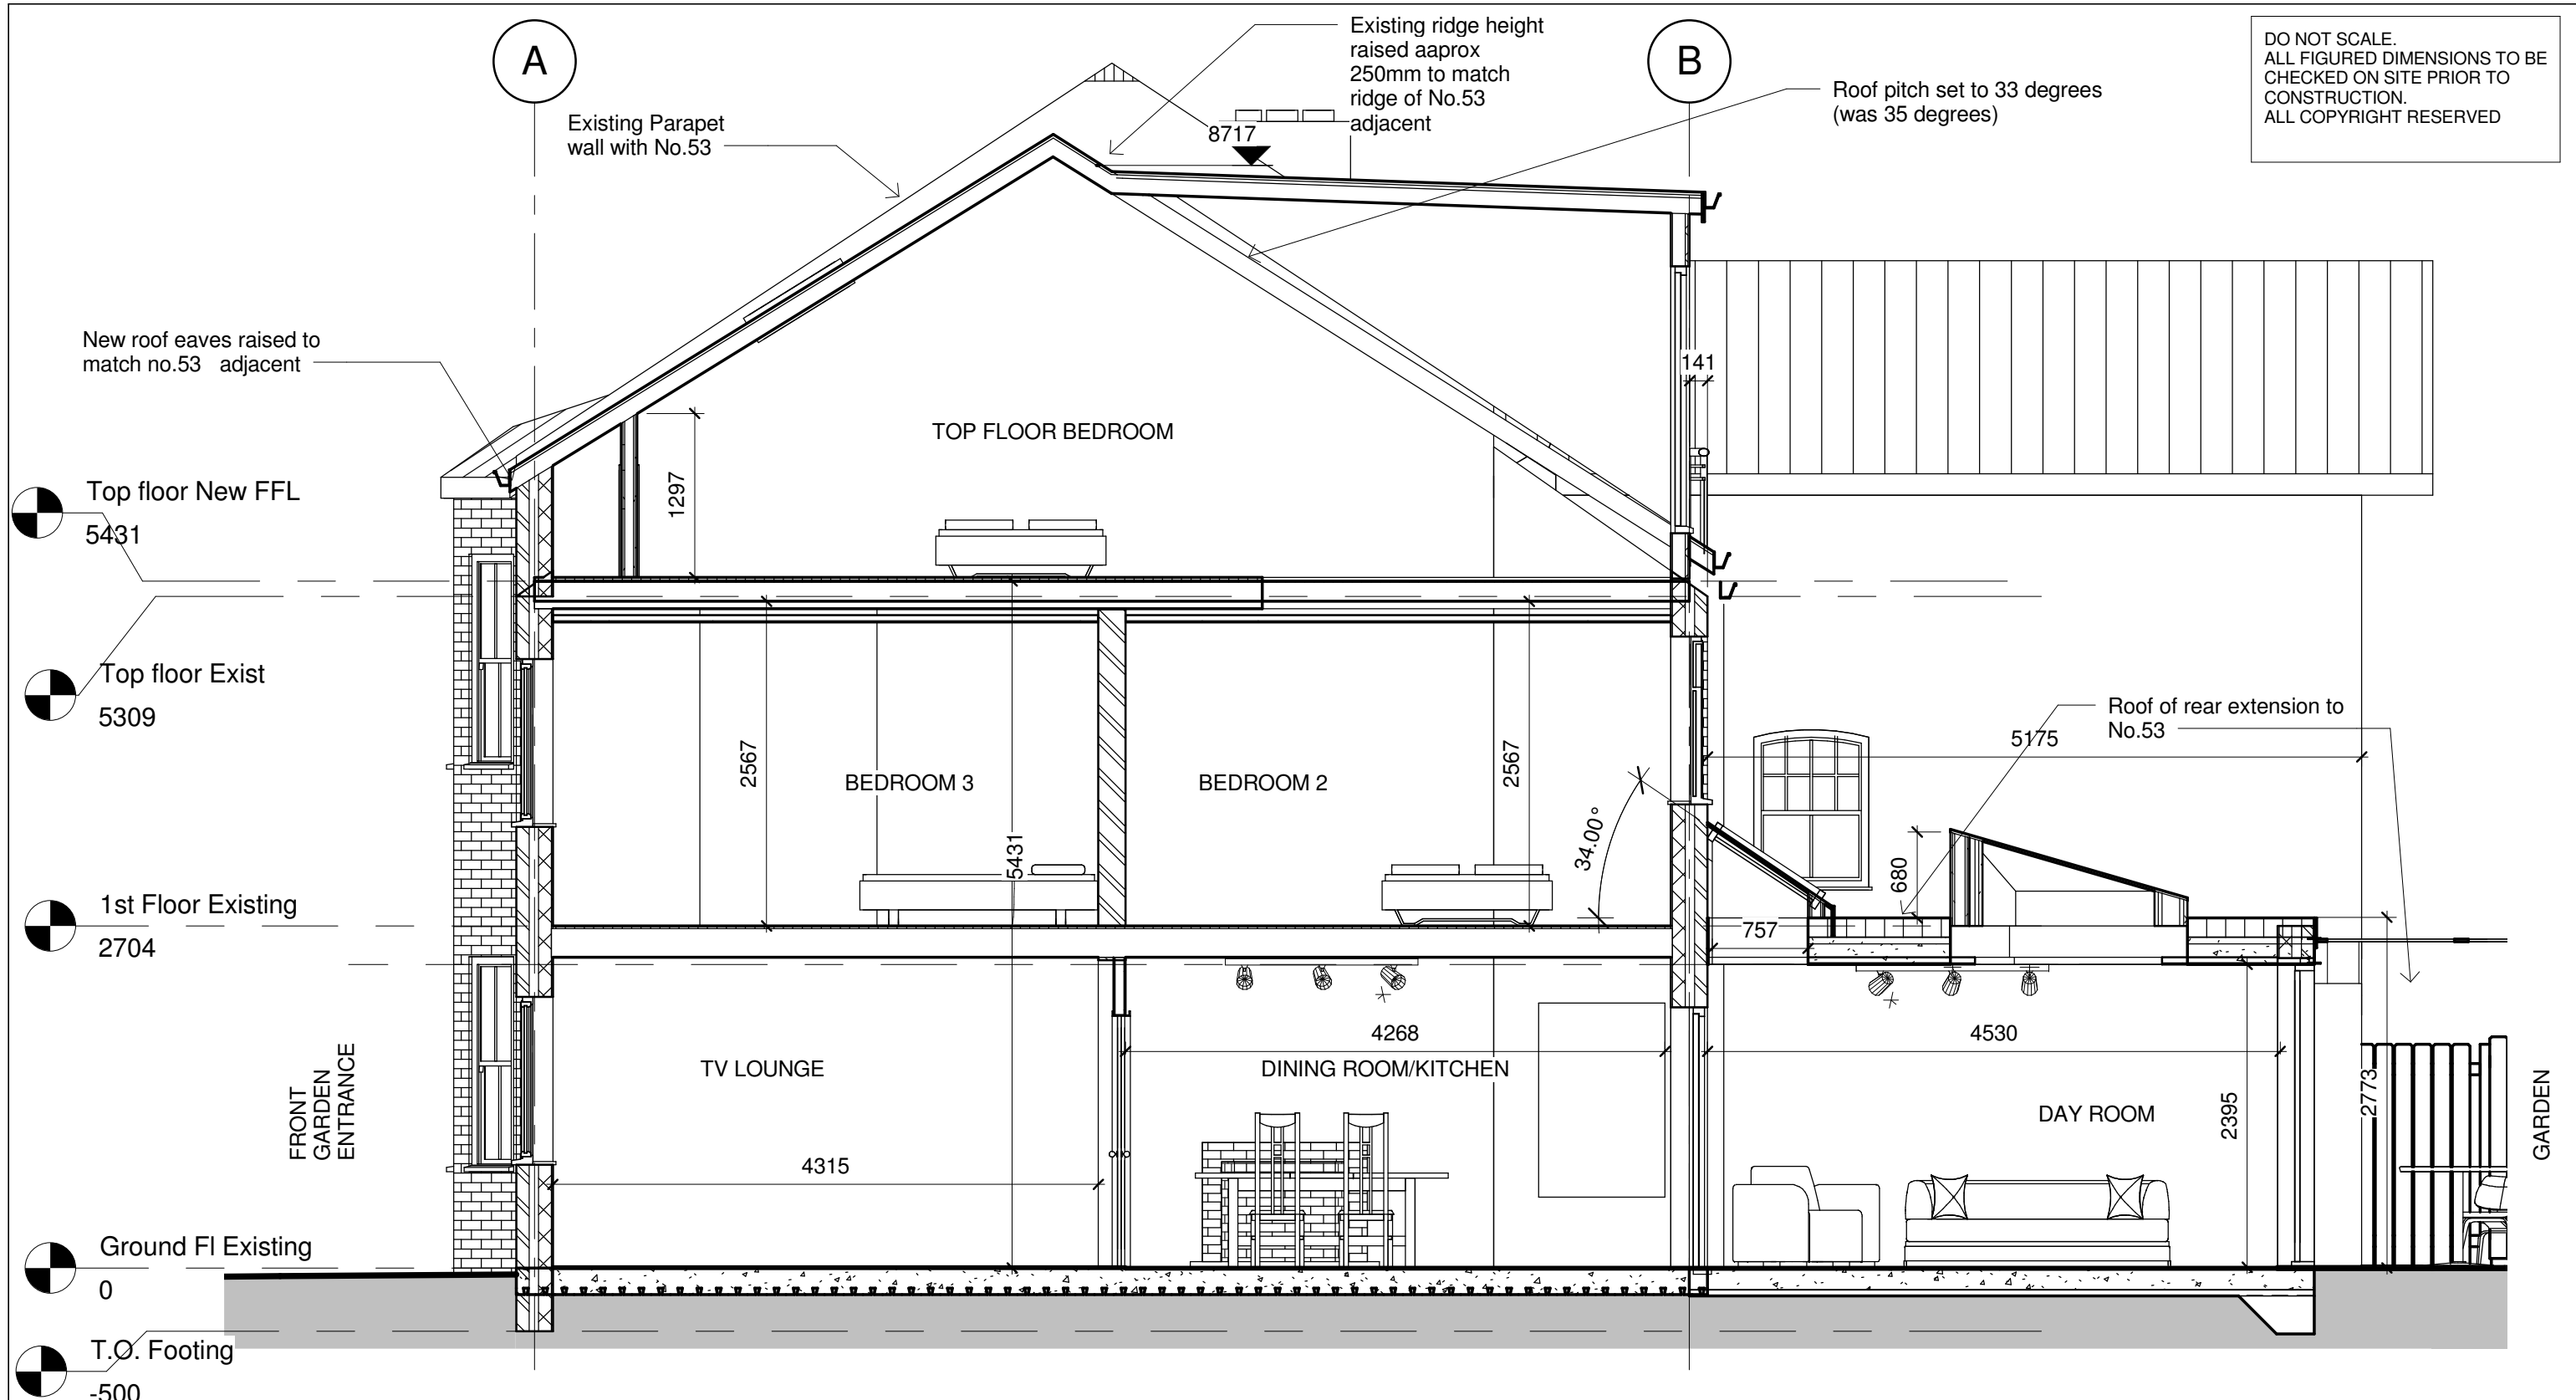 A
B
Existing ridge height
raised aaprox
250mm to match
ridge of No.53
adjacent
DO NOT SCALE.
ALL FIGURED DIMENSIONS TO BE
CHECKED ON SITE PRIOR TO
CONSTRUCTION.
ALL COPYRIGHT RESERVED
Roof pitch set to 33 degrees
(was 35 degrees)
Existing Parapet
wall with No.53
8717
New roof eaves raised to
match no.53 adjacent
141
TOP FLOOR BEDROOM
1297
Top floor New FFL
5431
Top floor Exist
5309
Roof of rear extension to
No.53
5175
2567
BEDROOM 3
BEDROOM 2
2567
34.00°
5431
680
1st Floor Existing
2704
757
4268
4530
TV LOUNGE
DINING ROOM/KITCHEN
DAY ROOM
2395
2773
FRONT
GARDEN
ENTRANCE
GARDEN
4315
Ground Fl Existing
0
T.O. Footing
-500